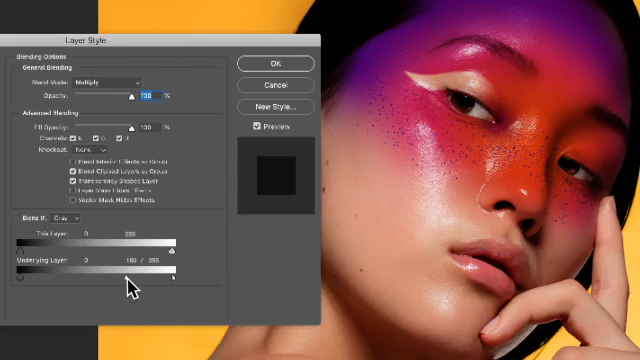 Layer Style
Blending Options
General Blending
Blend Mode: Multiply
Opacity: 100 %
Advanced Blending
Fill Opacity: 100 %
Channels: R G B
Knockout: None
Blend Interior Effects as Group
Blend Clipped Layers as Group
Transparency Shapes Layer
Layer Mask Hides Effects
Vector Mask Hides Effects
Blend If: Gray
This Layer: 0 255
Underlying Layer: 0 / 255
OK
Cancel
New Style...
Preview